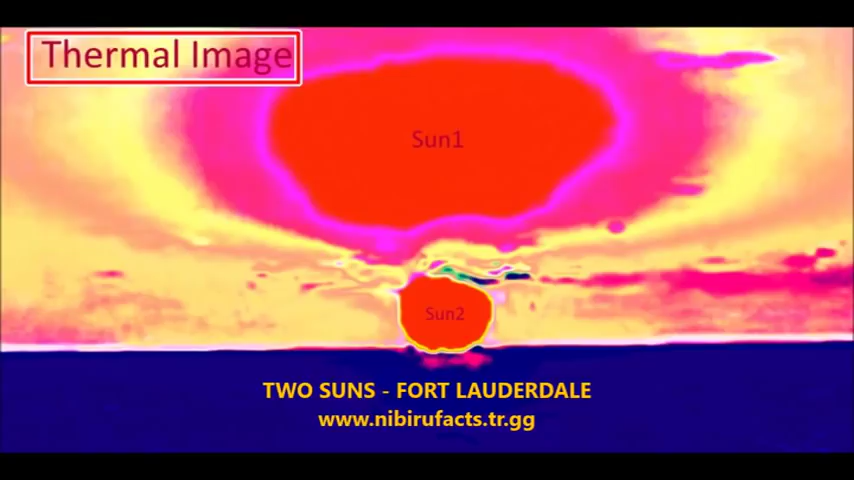 Thermal Image
Sun1
Sun2
TWO SUNS - FORT LAUDERDALE
www.nibirufacts.tr.gg